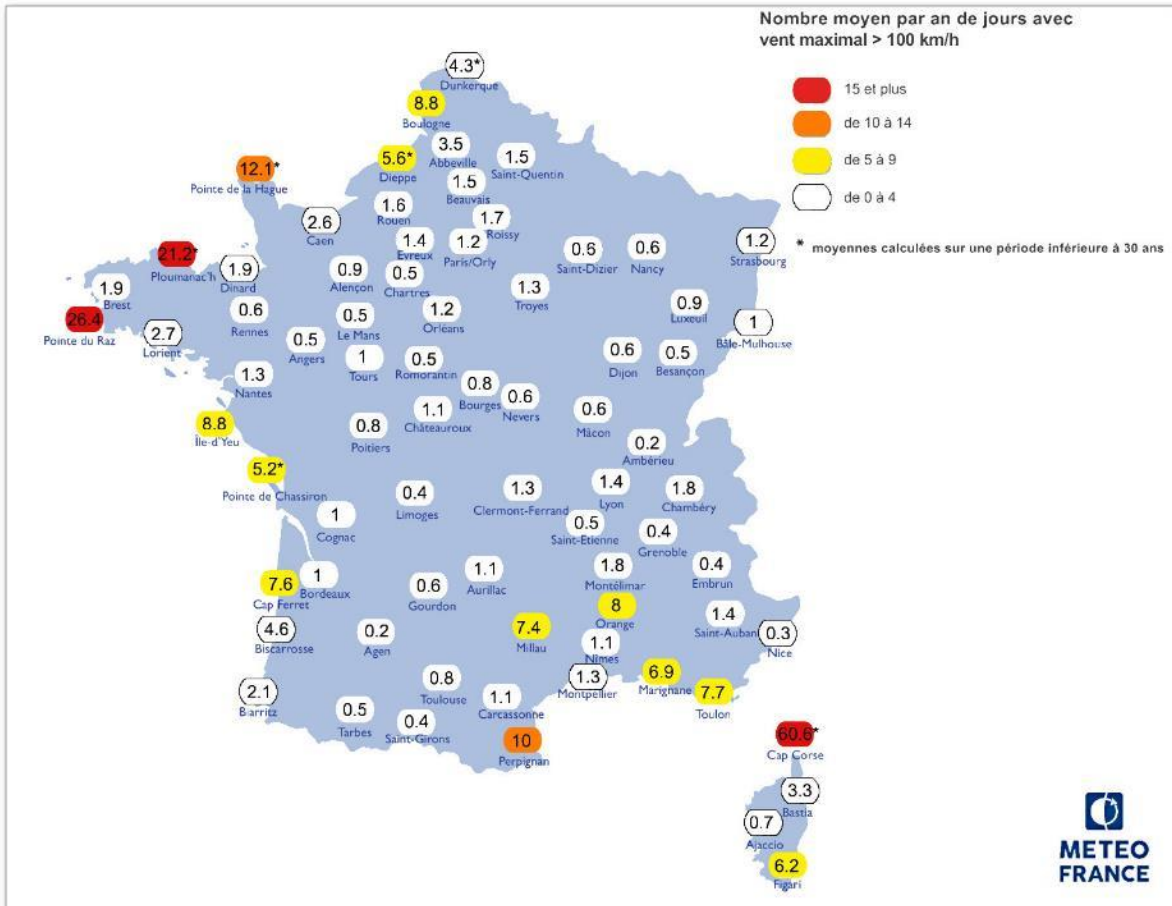 Nombre moyen par an de jours avec
vent maximal > 100 km/h
15 et plus
de 10 à 14
de 5 à 9
de 0 à 4
* moyennes calculées sur une période inférieure à 30 ans
4.3*
Dunkerque
8.8
Boulogne
3.5
Abbeville
5.6*
Dieppe
1.5
Saint-Quentin
12.1*
Pointe de la Hague
1.5
Beauvais
1.6
Rouen
1.7
Roissy
2.6
Caen
1.4
Evreux
1.2
Paris/Orly
0.6
Saint-Dizier
0.6
Nancy
1.2
Strasbourg
21.2*
Ploumanac'h
1.9
Dinard
0.9
Alençon
0.5
Chartres
1.3
Troyes
1.9
Brest
0.6
Rennes
0.5
Le Mans
1.2
Orléans
0.9
Luxeuil
26.4
Pointe du Raz
2.7
Lorient
0.5
Angers
1
Tours
0.5
Romorantin
0.6
Dijon
0.5
Besançon
1
Bâle-Mulhouse
1.3
Nantes
0.8
Bourges
0.6
Nevers
1.1
Châteauroux
0.6
Mâcon
8.8
Île-d'Yeu
0.8
Poitiers
0.2
Ambérieu
5.2*
Pointe de Chassiron
0.4
Limoges
1.3
Clermont-Ferrand
1.4
Lyon
1.8
Chambéry
1
Cognac
0.5
Saint-Etienne
0.4
Grenoble
7.6
Cap Ferret
1
Bordeaux
0.6
Gourdon
1.1
Aurillac
1.8
Montélimar
0.4
Embrun
4.6
Biscarrosse
0.2
Agen
7.4
Millau
8
Orange
1.4
Saint-Auban
0.3
Nice
1.1
Nîmes
2.1
Biarritz
0.8
Toulouse
1.1
Carcassonne
1.3
Montpellier
6.9
Marignane
7.7
Toulon
0.5
Tarbes
0.4
Saint-Girons
10
Perpignan
60.6*
Cap Corse
3.3
Bastia
0.7
Ajaccio
6.2
Figari
METEO
FRANCE